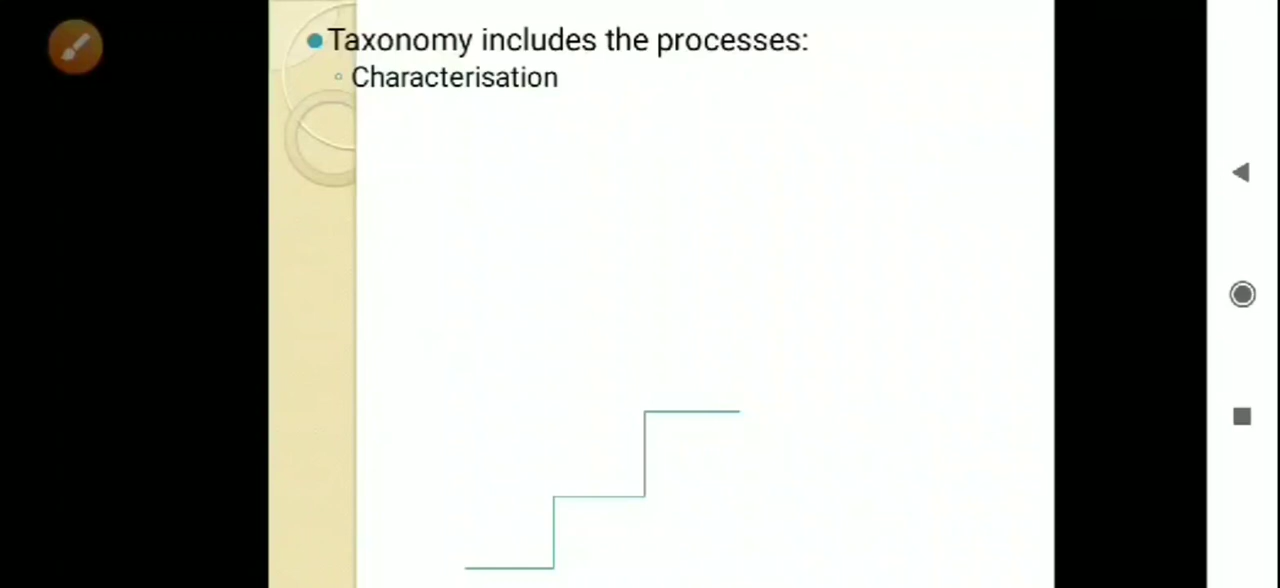 Taxonomy includes the processes:
Characterisation